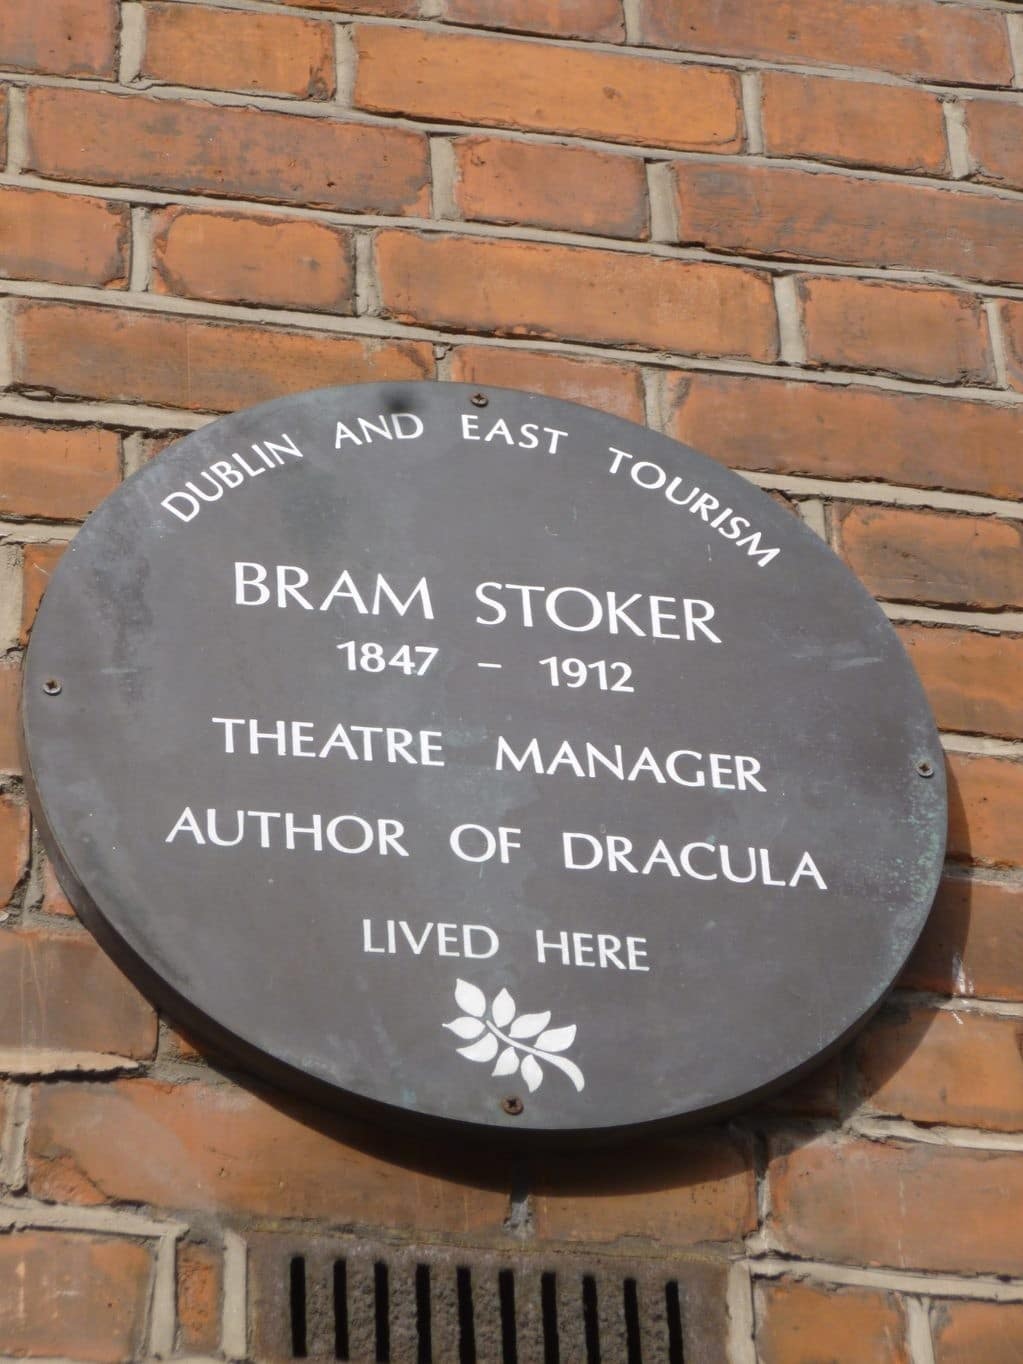 DUBLIN AND EAST TOURISM
BRAM STOKER
1847 – 1912
THEATRE MANAGER
AUTHOR OF DRACULA
LIVED HERE